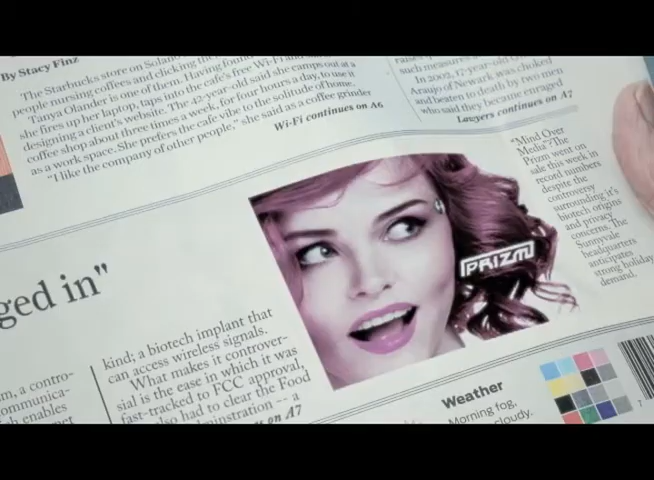 By Stacy Finz
The Starbucks store on Solano
people nursing coffees and clicking the
Tanya Olander is one of them. Having found
she fires up her laptop, taps into the cafe's free Wi-Fi and
designing a client's website. The 42-year-old said she camps out at a
coffee shop about three times a week, for four hours a day, to use it
as a work space. She prefers the cafe vibe to the solitude of home.
"I like the company of other people," she said as a coffee grinder
Wi-Fi continues on A6
such measures
In 2002, 17-year-old
Araujo of Newark was choked
and beaten to death by two men
who said they became enraged
Lawyers continues on A7
"Mind Over
Media"? The
Prizm went on
sale this week in
record numbers
despite the
controversy
surrounding it's
biotech origins
and privacy
concerns. The
Sunnyvale
headquarters
anticipates
strong holiday
demand.
PRIZM
ged in"
kind; a biotech implant that
can access wireless signals.
What makes it controver-
sial is the ease in which it was
fast-tracked to FCC approval,
also had to clear the Food
ministration -- a
on A7
m, a contro-
ommunica-
h enables
Weather
Morning fog,
cloudy.